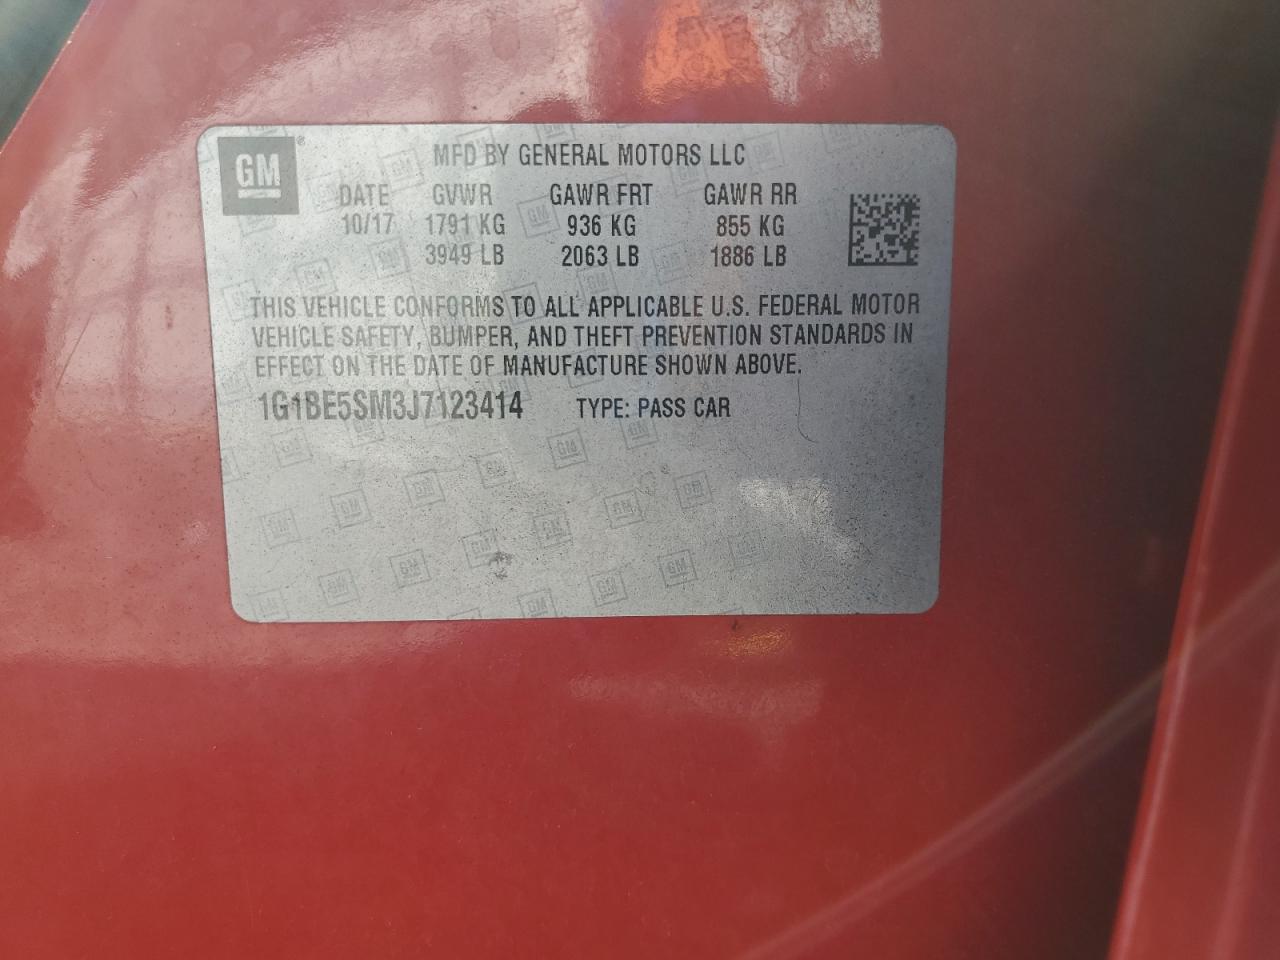 GM
MFD BY GENERAL MOTORS LLC
DATE GVWR GAWR FRT GAWR RR
10/17 1791 KG 936 KG 855 KG
3949 LB 2063 LB 1886 LB
THIS VEHICLE CONFORMS TO ALL APPLICABLE U.S. FEDERAL MOTOR
VEHICLE SAFETY, BUMPER, AND THEFT PREVENTION STANDARDS IN
EFFECT ON THE DATE OF MANUFACTURE SHOWN ABOVE.
1G1BE5SM3J7123414 TYPE: PASS CAR